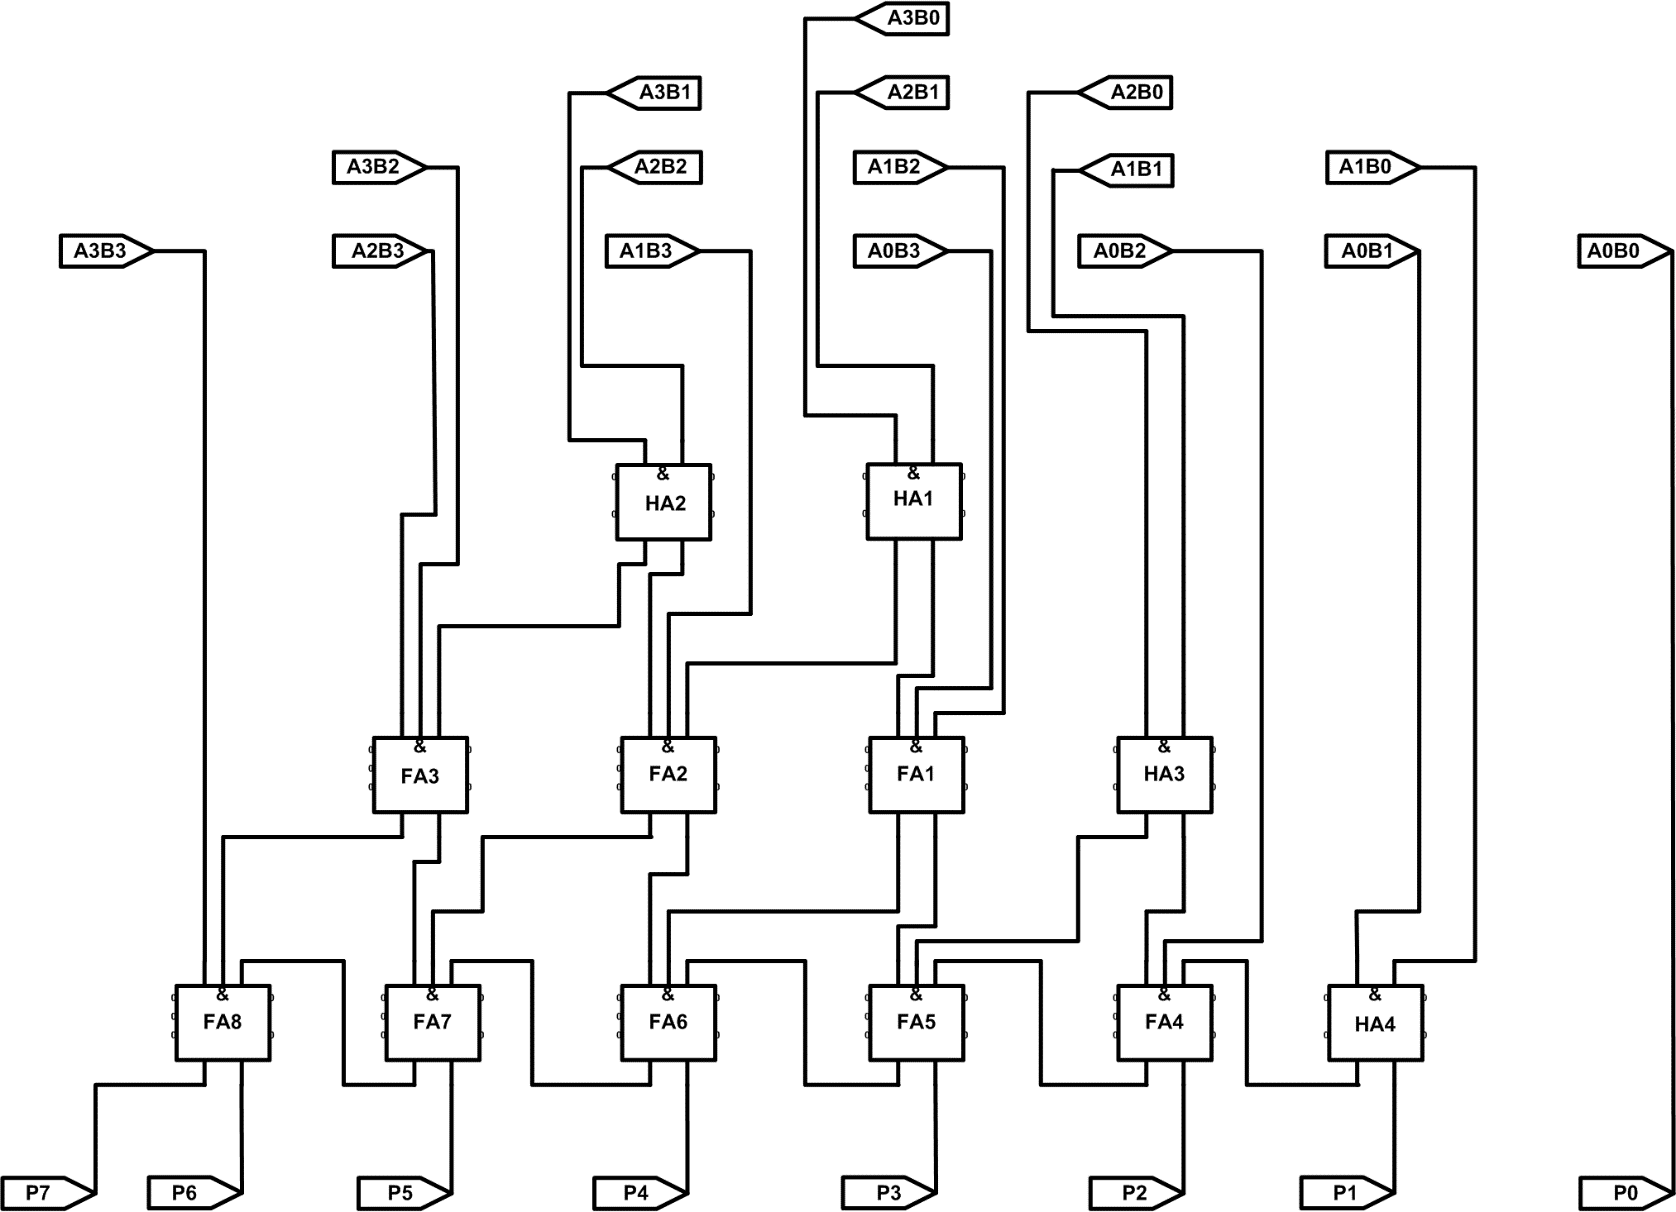 A3B0
A3B1 A2B1 A2B0
A3B2 A2B2 A1B2 A1B1 A1B0
A3B3 A2B3 A1B3 A0B3 A0B2 A0B1 A0B0
& &
HA2 HA1
& & & &
FA3 FA2 FA1 HA3
& & & & & &
FA8 FA7 FA6 FA5 FA4 HA4
P7 P6 P5 P4 P3 P2 P1 P0